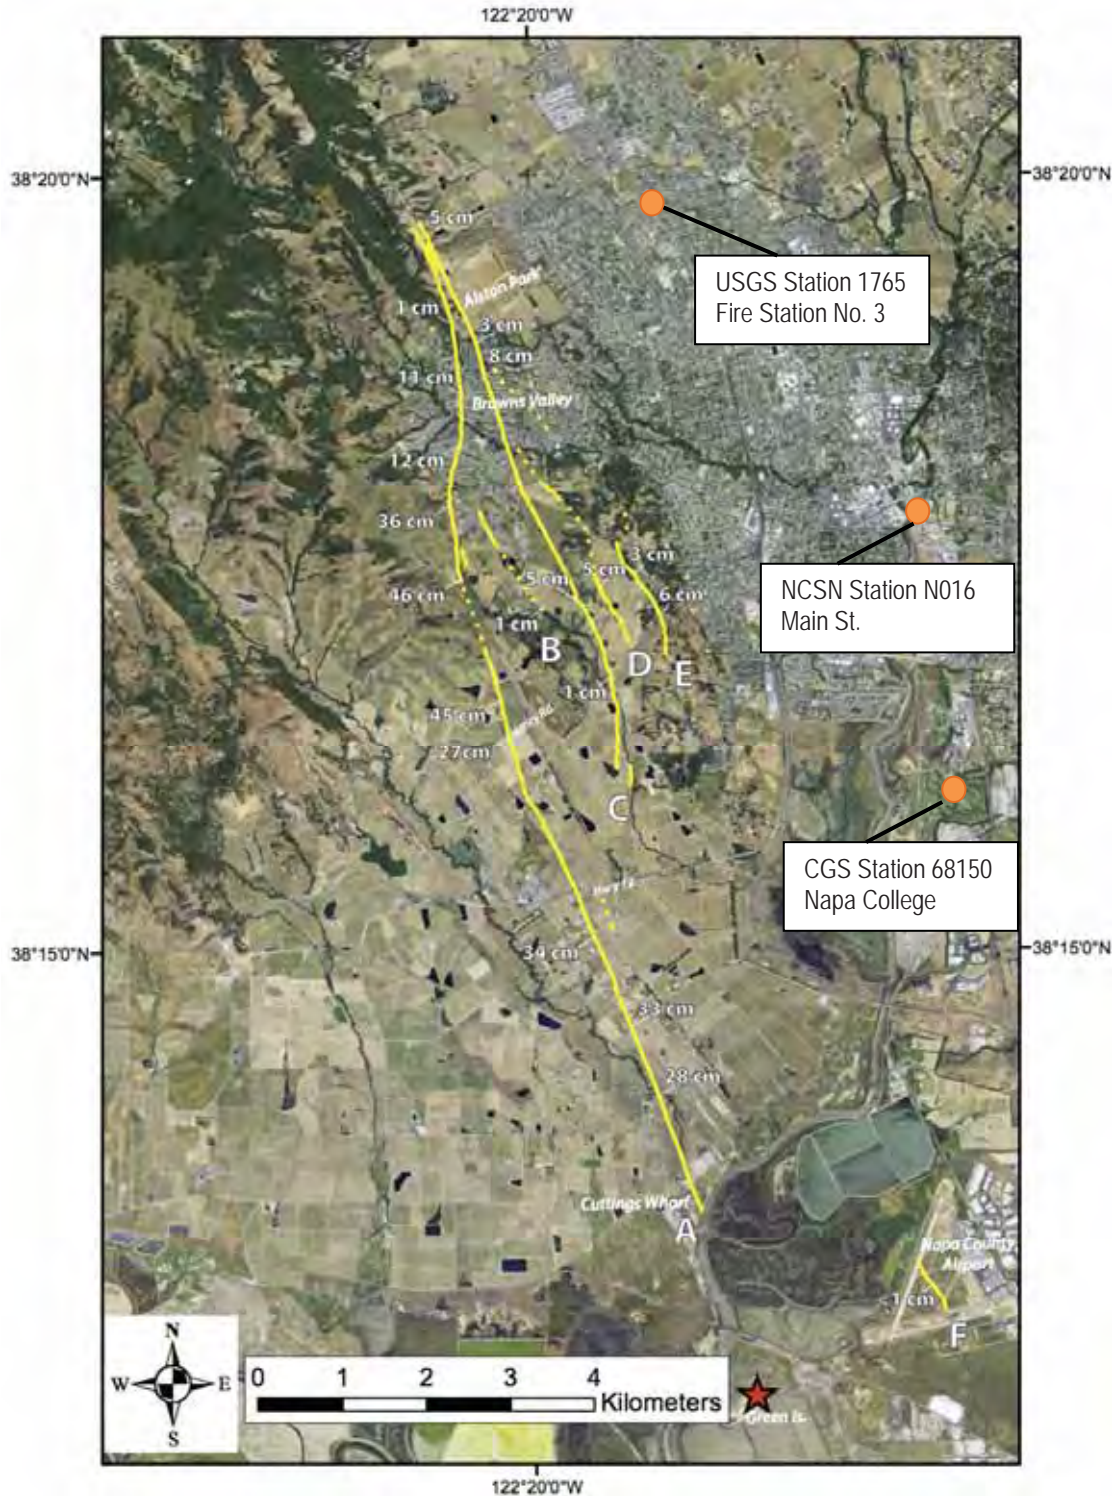 122°20'0"W
38°20'0"N
38°20'0"N
5 cm
USGS Station 1765
Fire Station No. 3
Alston Park
1 cm
3 cm
8 cm
11 cm
Browns Valley
12 cm
36 cm
3 cm
5 cm
5 cm
NCSN Station N016
Main St.
46 cm
6 cm
1 cm
B
D
E
1 cm
45 cm
Rd.
27cm
C
CGS Station 68150
Napa College
Hwy 12
38°15'0"N
38°15'0"N
34 cm
33 cm
28 cm
Cuttings Wharf
A
Napa County
Airport
1 cm
F
N
W
E
S
0 1 2 3 4
Kilometers
Green Is.
122°20'0"W